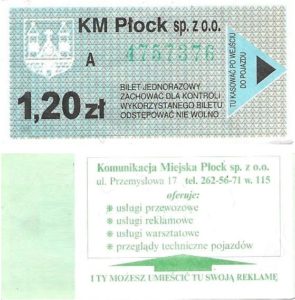 KM Płock sp. z o.o.
A 4757376
1,20 zł
BILET JEDNORAZOWY
ZACHOWAĆ DLA KONTROLI
WYKORZYSTANEGO BILETU
ODSTĘPOWAĆ NIE WOLNO
TU KASOWAĆ PO WEJŚCIU
DO POJAZDU
Komunikacja Miejska Płock sp. z o.o.
ul. Przemysłowa 17 tel. 262-56-71 w. 115
oferuje:
usługi przewozowe
usługi reklamowe
usługi warsztatowe
przeglądy techniczne pojazdów
I TY MOŻESZ UMIEŚCIĆ TU SWOJĄ REKLAMĘ